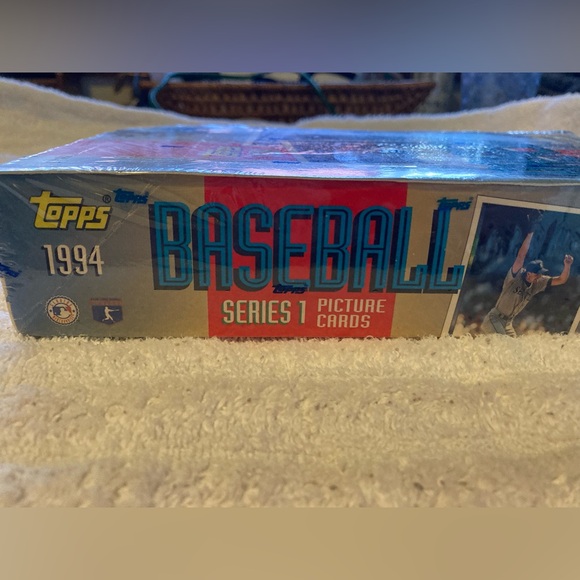 TOPPS®
1994
TOPPS
TOPPS
BASEBALL
TOPPS
SERIES 1
PICTURE
CARDS